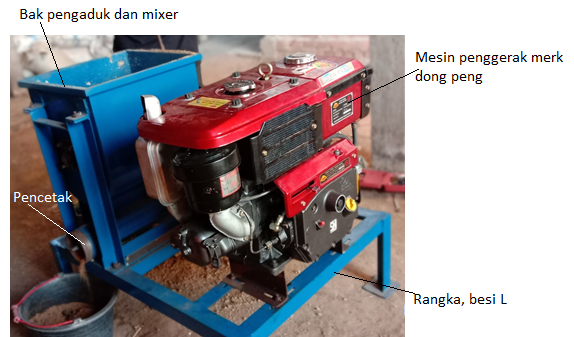 Bak pengaduk dan mixer
Mesin penggerak merk
dong peng
Pencetak
Rangka, besi L